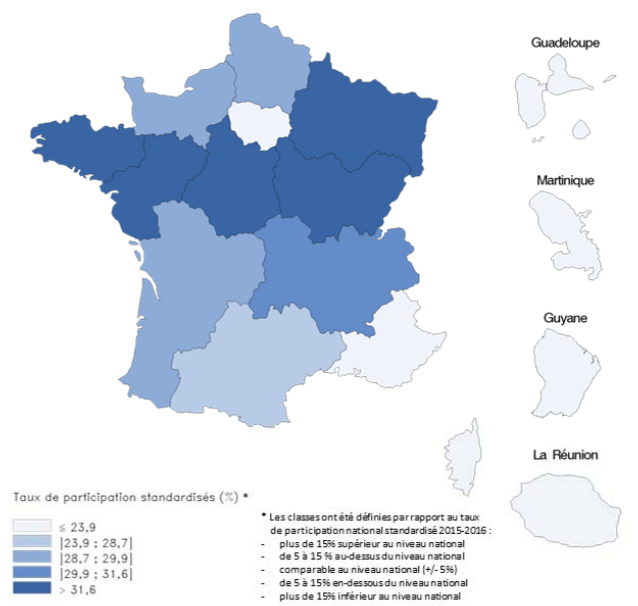 Guadeloupe
Martinique
Guyane
La Réunion
Taux de participation standardisés (%) *
≤ 23,9
]23,9 ; 28,7]
]28,7 ; 29,9]
]29,9 ; 31,6]
> 31,6
* Les classes ont été définies par rapport au taux
de participation national standardisé 2015-2016 :
- plus de 15% supérieur au niveau national
- de 5 à 15 % au-dessus du niveau national
- comparable au niveau national (+/- 5%)
- de 5 à 15% en-dessous du niveau national
- plus de 15% inférieur au niveau national